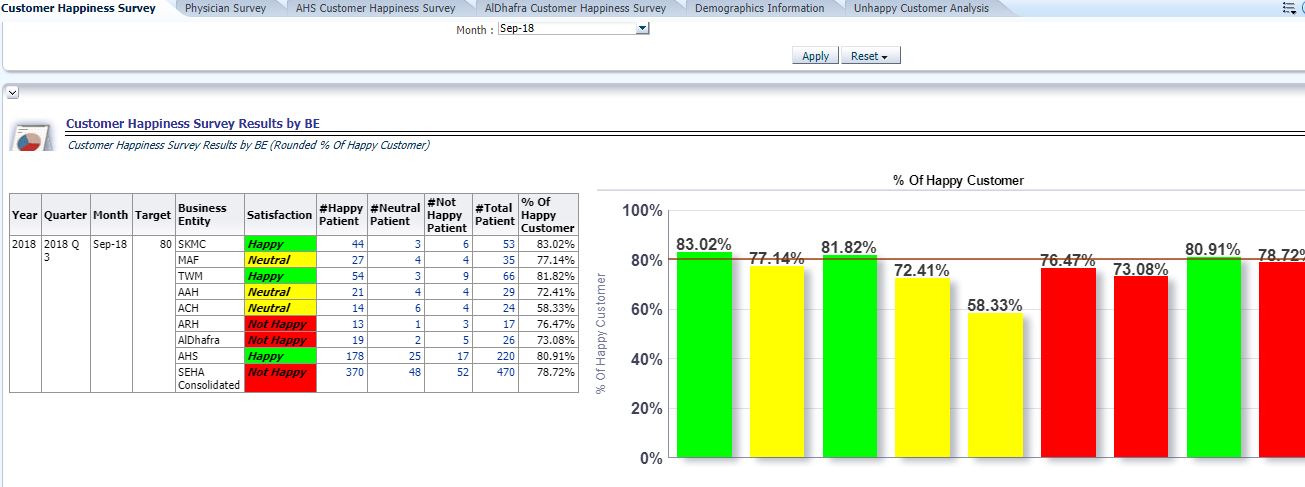 Customer Happiness Survey Physician Survey AHS Customer Happiness Survey AlDhafra Customer Happiness Survey Demographics Information Unhappy Customer Analysis
Month : Sep-18
Apply Reset
Customer Happiness Survey Results by BE
Customer Happiness Survey Results by BE (Rounded % Of Happy Customer)
Year Quarter Month Target Business Entity Satisfaction #Happy Patient #Neutral Patient #Not Happy Patient #Total Patient % Of Happy Customer
2018 2018 Q 3 Sep-18 80 SKMC Happy 44 3 6 53 83.02%
MAF Neutral 27 4 4 35 77.14%
TWM Happy 54 3 9 66 81.82%
AAH Neutral 21 4 4 29 72.41%
ACH Neutral 14 6 4 24 58.33%
ARH Not Happy 13 1 3 17 76.47%
AlDhafra Not Happy 19 2 5 26 73.08%
AHS Happy 178 25 17 220 80.91%
SEHA Consolidated Not Happy 370 48 52 470 78.72%
% Of Happy Customer
% Of Happy Customer
100%
80%
60%
40%
20%
0%
83.02% 77.14% 81.82% 72.41% 58.33% 76.47% 73.08% 80.91% 78.72%